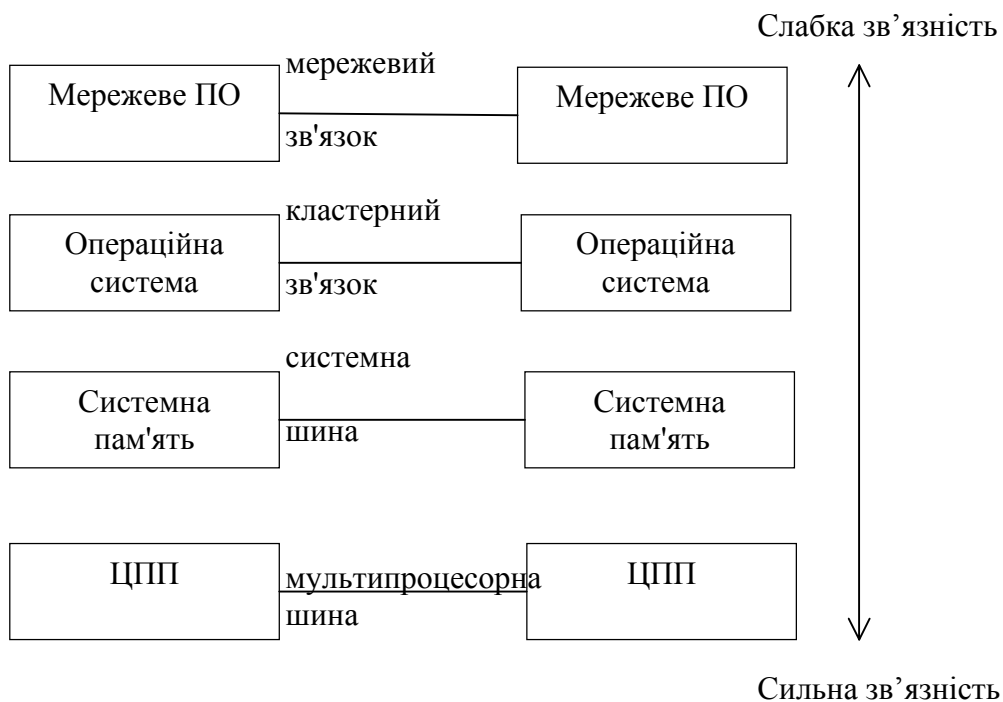 Слабка зв’язність
мережевий
Мережеве ПО
Мережеве ПО
зв'язок
кластерний
Операційна
система
Операційна
система
зв'язок
системна
Системна
пам'ять
Системна
пам'ять
шина
ЦПП
мультипроцесорна
ЦПП
шина
Сильна зв’язність